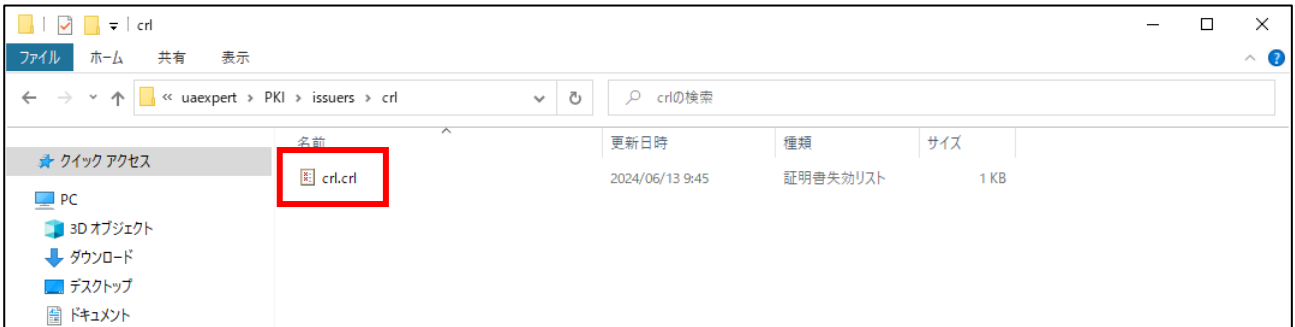 crl
ファイル ホーム 共有 表示
« uaexpert › PKI › issuers › crl crlの検索
名前 更新日時 種類 サイズ
クイック アクセス
crl.crl 2024/06/13 9:45 証明書失効リスト 1 KB
PC
3D オブジェクト
ダウンロード
デスクトップ
ドキュメント